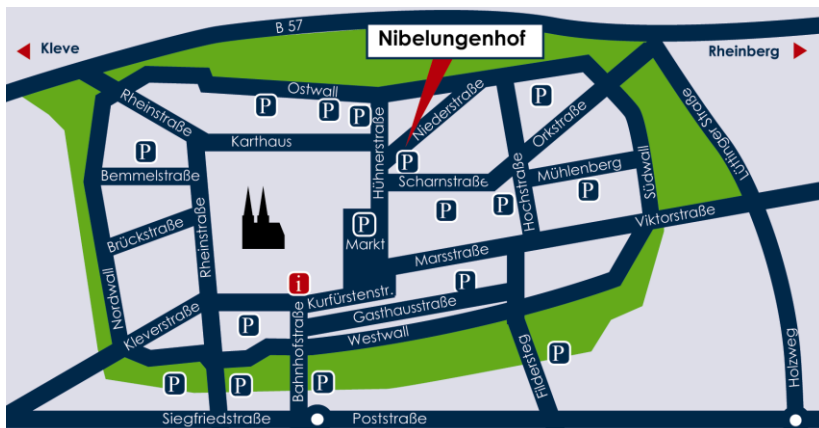 B 57
Kleve
Nibelungenhof
Rheinberg
Ostwall
Rheinstraße
P
P
P
P
Niederstraße
Orkstraße
Lüttinger Straße
Karthaus
Hühnerstraße
P
P
Bemmelstraße
Scharnstraße
Mühlenberg
Südwall
P
P
P
Hochstraße
Brückstraße
Rheinstraße
P
Markt
Viktorstraße
Marsstraße
Nordwall
i
P
Kurfürstenstr.
Gasthausstraße
Kleverstraße
P
Westwall
Bahnhofstraße
Fildersteg
Holzweg
P
P
P
P
Siegfriedstraße
Poststraße